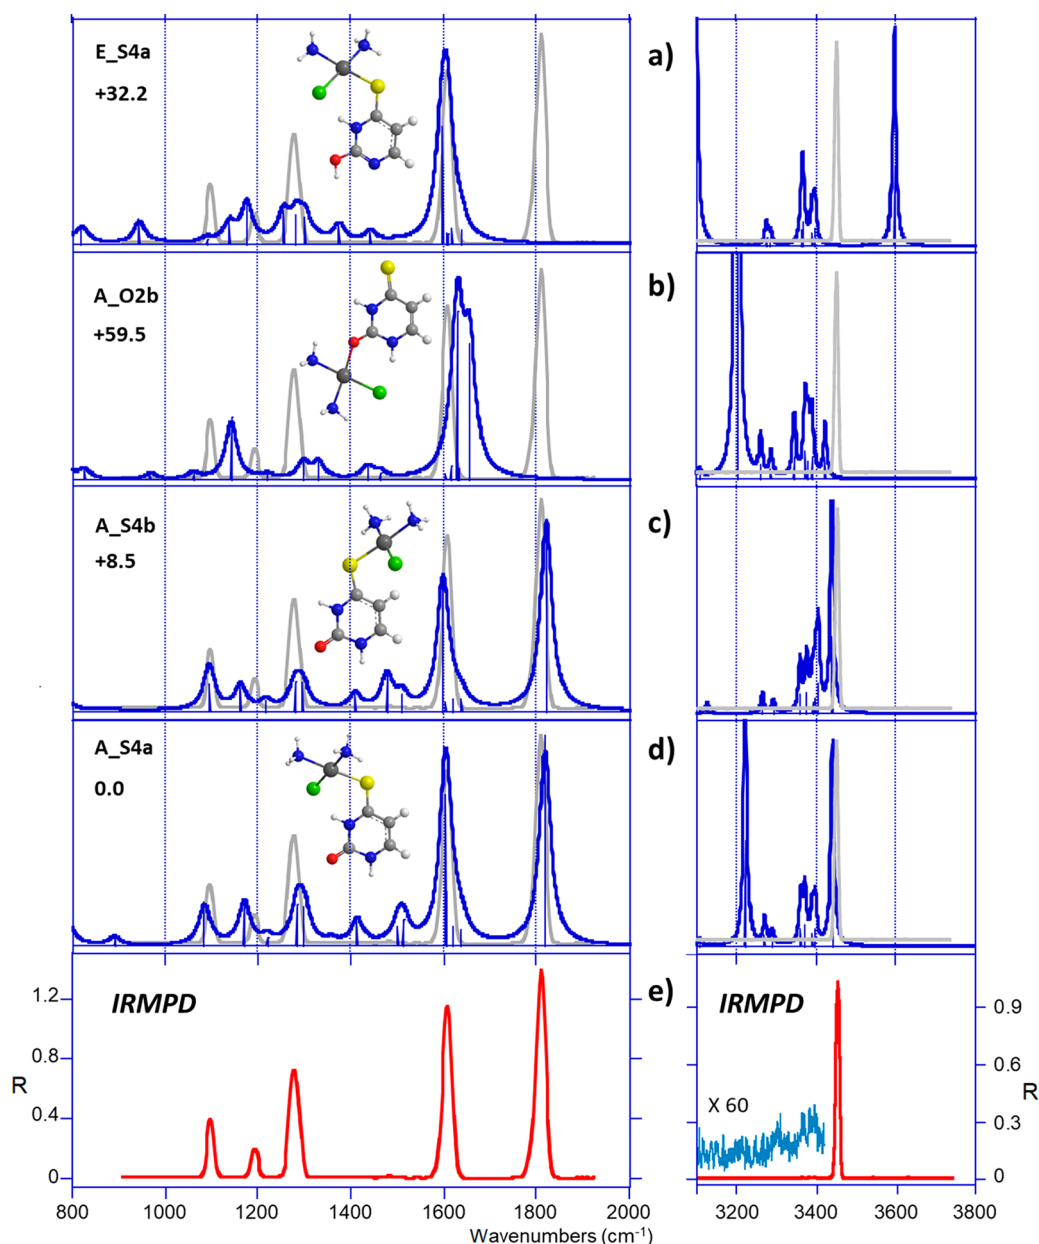 E_S4a
+32.2
a)
A_O2b
+59.5
b)
A_S4b
+8.5
c)
A_S4a
0.0
d)
IRMPD
e)
IRMPD
X 60
R
1.2
0.8
0.4
0
0.9
0.6
0.3
0
R
800 1000 1200 1400 1600 1800 2000
3200 3400 3600 3800
Wavenumbers (cm⁻¹)